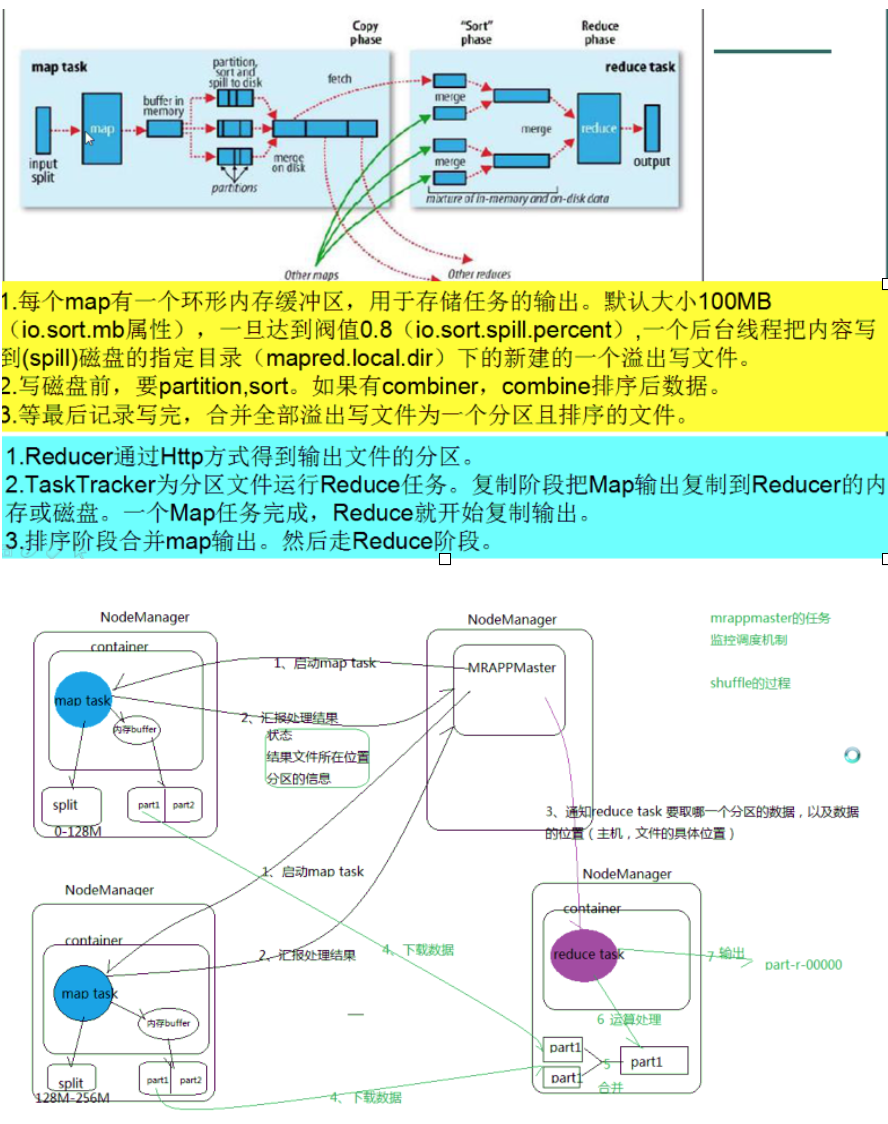 Copy
phase
"Sort"
phase
Reduce
phase
map task
partition,
sort and
spill to disk
fetch
reduce task
buffer in
memory
merge
map
merge
reduce
input
split
merge
on disk
merge
output
partitions
mixture of in-memory and on-disk data
Other maps
Other reduces
1.每个map有一个环形内存缓冲区，用于存储任务的输出。默认大小100MB
（io.sort.mb属性），一旦达到阀值0.8（io.sort.spill.percent）,一个后台线程把内容写
到(spill)磁盘的指定目录（mapred.local.dir）下的新建的一个溢出写文件。
2.写磁盘前，要partition,sort。如果有combiner，combine排序后数据。
3.等最后记录写完，合并全部溢出写文件为一个分区且排序的文件。
1.Reducer通过Http方式得到输出文件的分区。
2.TaskTracker为分区文件运行Reduce任务。复制阶段把Map输出复制到Reducer的内
存或磁盘。一个Map任务完成，Reduce就开始复制输出。
3.排序阶段合并map输出。然后走Reduce阶段。
NodeManager
container
map task
内存buffer
split
part1
part2
0-128M
1、启动map task
2、汇报处理结果
状态
结果文件所在位置
分区的信息
NodeManager
MRAPPMaster
mrappmaster的任务
监控调度机制
shuffle的过程
3、通知reduce task 要取哪一个分区的数据，以及数据
的位置（主机，文件的具体位置）
1、启动map task
NodeManager
container
map task
内存buffer
split
part1
part2
128M-256M
2、汇报处理结果
4、下载数据
4、下载数据
NodeManager
container
reduce task
7 输出
part-r-00000
6 运算处理
part1
part1
5
合并
part1